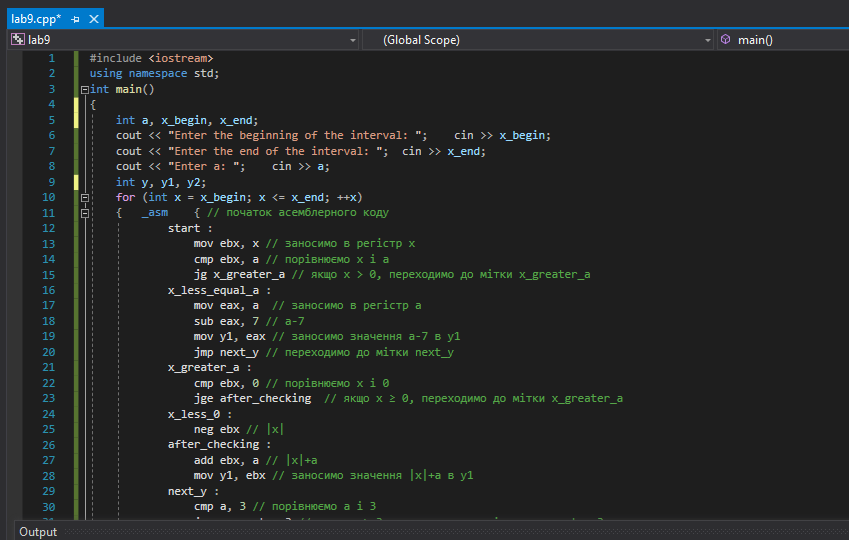 lab9.cpp*
lab9 (Global Scope) main()
1 #include <iostream>
2 using namespace std;
3 int main()
4 {
5 int a, x_begin, x_end;
6 cout << "Enter the beginning of the interval: "; cin >> x_begin;
7 cout << "Enter the end of the interval: "; cin >> x_end;
8 cout << "Enter a: "; cin >> a;
9 int y, y1, y2;
10 for (int x = x_begin; x <= x_end; ++x)
11 { _asm { // початок асемблерного коду
12 start :
13 mov ebx, x // заносимо в регістр x
14 cmp ebx, a // порівнюємо x і a
15 jg x_greater_a // якщо x > 0, переходимо до мітки x_greater_a
16 x_less_equal_a :
17 mov eax, a // заносимо в регістр a
18 sub eax, 7 // a-7
19 mov y1, eax // заносимо значення a-7 в y1
20 jmp next_y // переходимо до мітки next_y
21 x_greater_a :
22 cmp ebx, 0 // порівнюємо x і 0
23 jge after_checking // якщо x ≥ 0, переходимо до мітки x_greater_a
24 x_less_0 :
25 neg ebx // |x|
26 after_checking :
27 add ebx, a // |x|+a
28 mov y1, ebx // заносимо значення |x|+a в y1
29 next_y :
30 cmp a, 3 // порівнюємо a і 3
Output